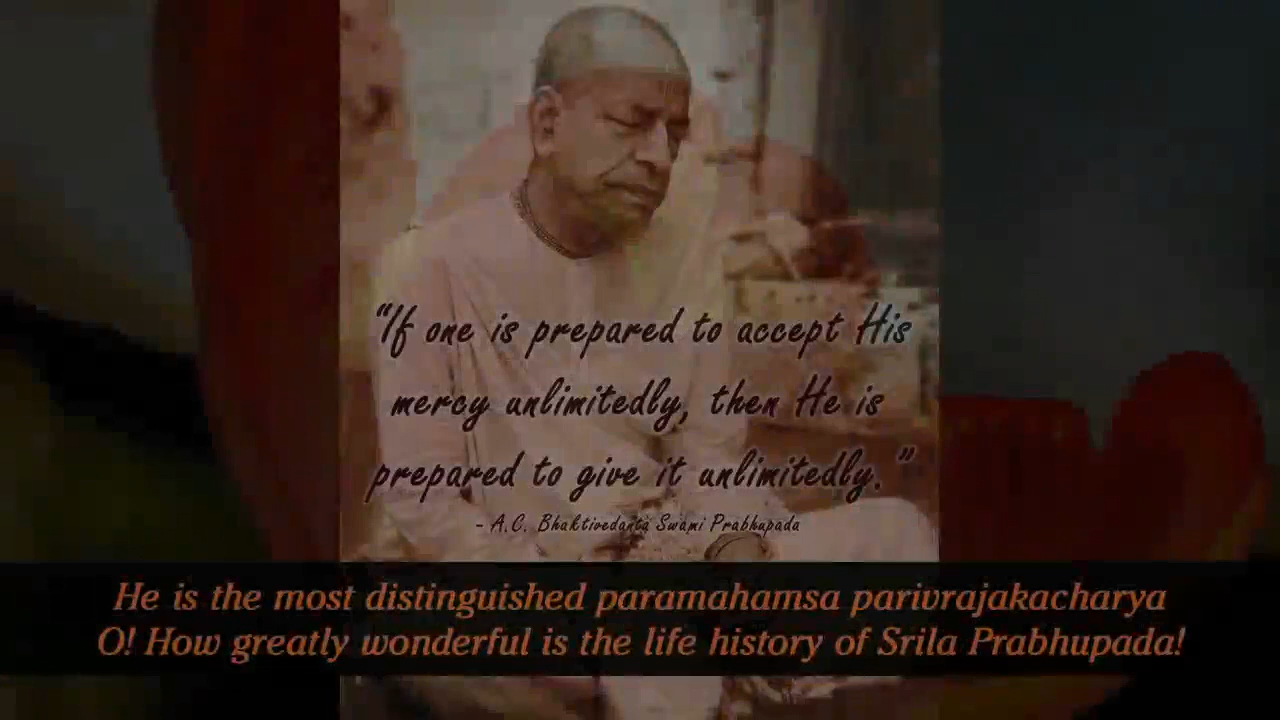 “If one is prepared to accept His
mercy unlimitedly, then He is
prepared to give it unlimitedly.”
- A.C. Bhaktivedanta Swami Prabhupada
He is the most distinguished paramahamsa parivrajakacharya
O! How greatly wonderful is the life history of Srila Prabhupada!